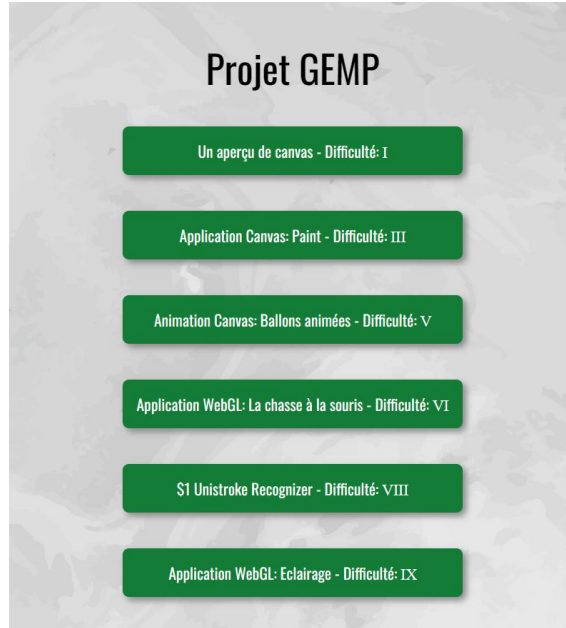 Projet GEMP
Un aperçu de canvas - Difficulté: I
Application Canvas: Paint - Difficulté: III
Animation Canvas: Ballons animées - Difficulté: V
Application WebGL: La chasse à la souris - Difficulté: VI
$1 Unistroke Recognizer - Difficulté: VIII
Application WebGL: Eclairage - Difficulté: IX